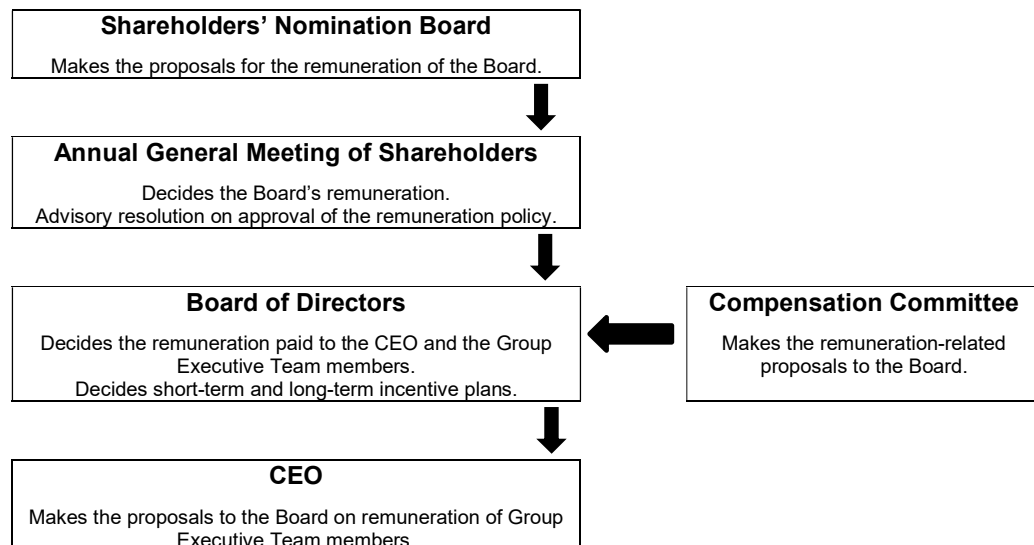 Shareholders’ Nomination Board
Makes the proposals for the remuneration of the Board.
Annual General Meeting of Shareholders
Decides the Board’s remuneration.
Advisory resolution on approval of the remuneration policy.
Board of Directors
Decides the remuneration paid to the CEO and the Group
Executive Team members.
Decides short-term and long-term incentive plans.
Compensation Committee
Makes the remuneration-related
proposals to the Board.
CEO
Makes the proposals to the Board on remuneration of Group
Executive Team members